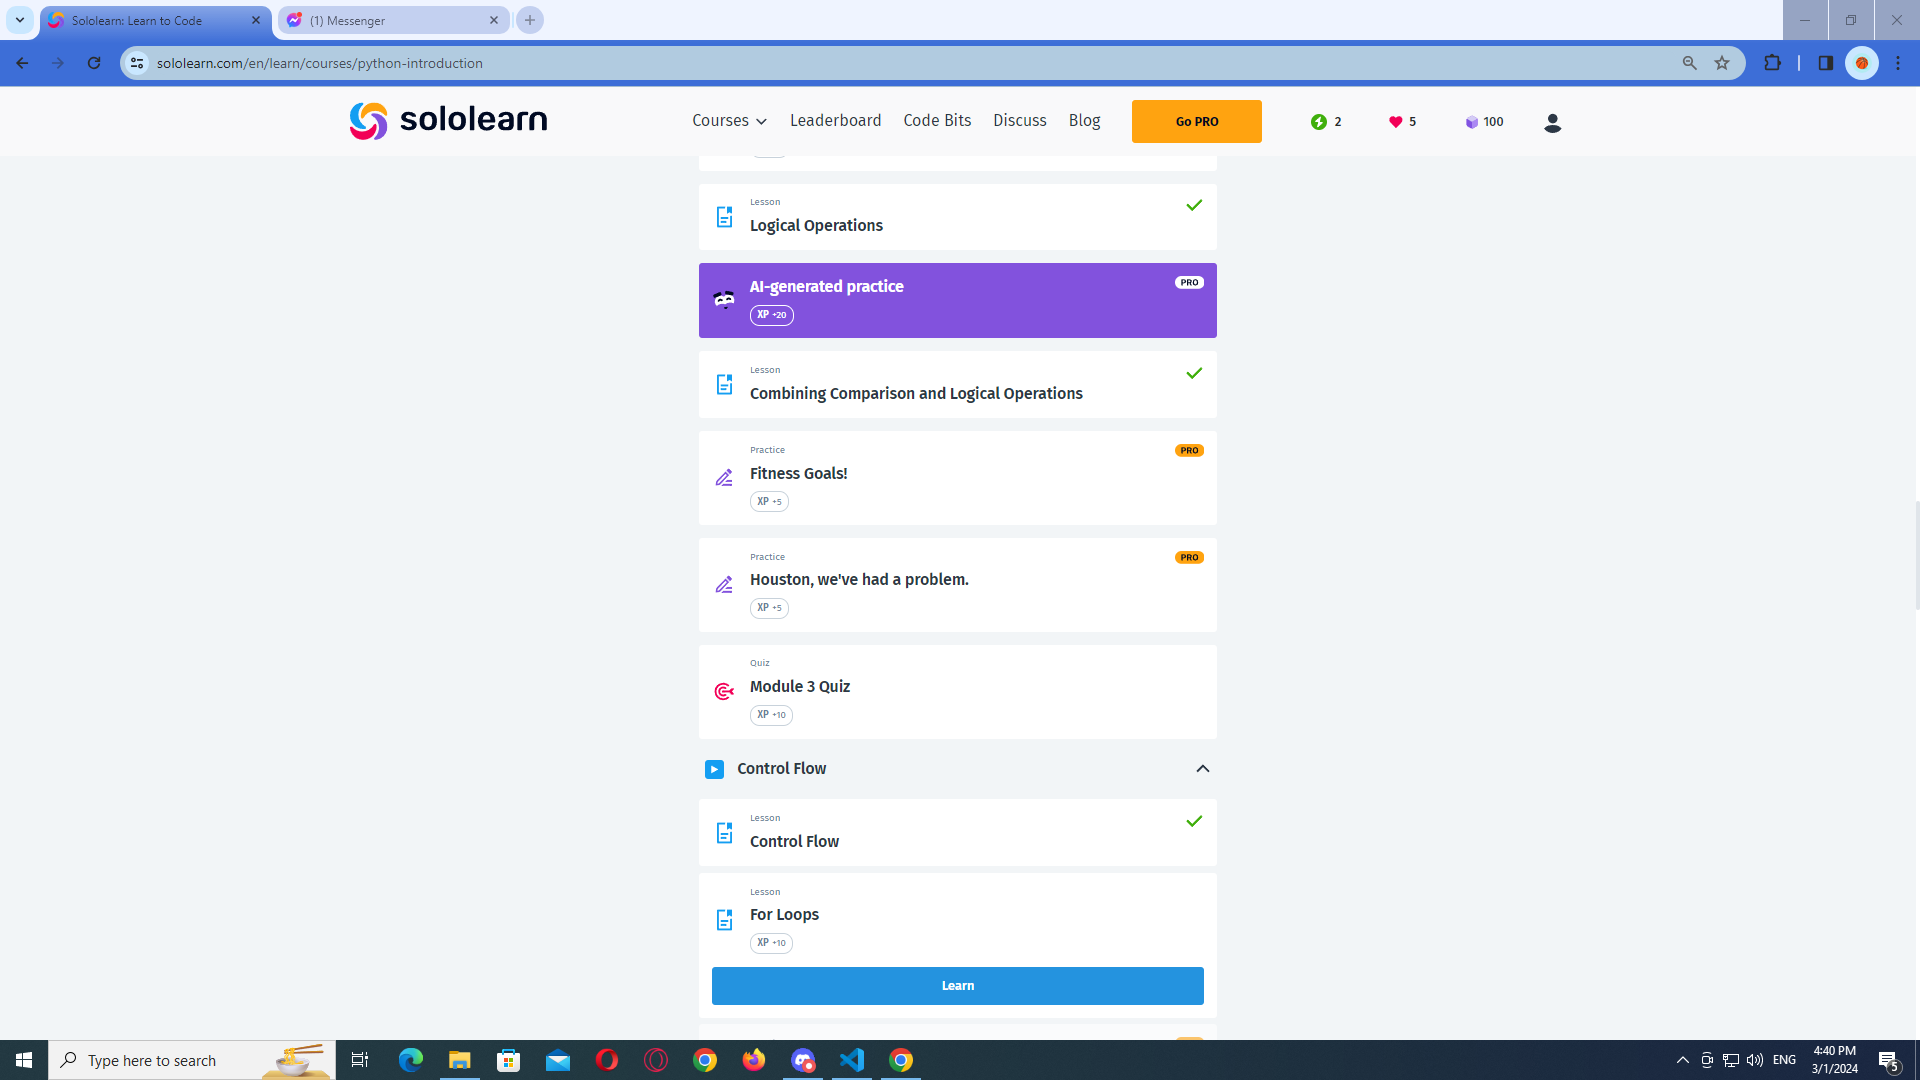 Sololearn: Learn to Code
(1) Messenger
sololearn.com/en/learn/courses/python-introduction
sololearn
Courses
Leaderboard
Code Bits
Discuss
Blog
Go PRO
2
5
100
Lesson
Logical Operations
AI-generated practice
PRO
XP +20
Lesson
Combining Comparison and Logical Operations
Practice
PRO
Fitness Goals!
XP +5
Practice
PRO
Houston, we've had a problem.
XP +5
Quiz
Module 3 Quiz
XP +10
Control Flow
Lesson
Control Flow
Lesson
For Loops
XP +10
Learn
Type here to search
ENG
4:40 PM
3/1/2024
5